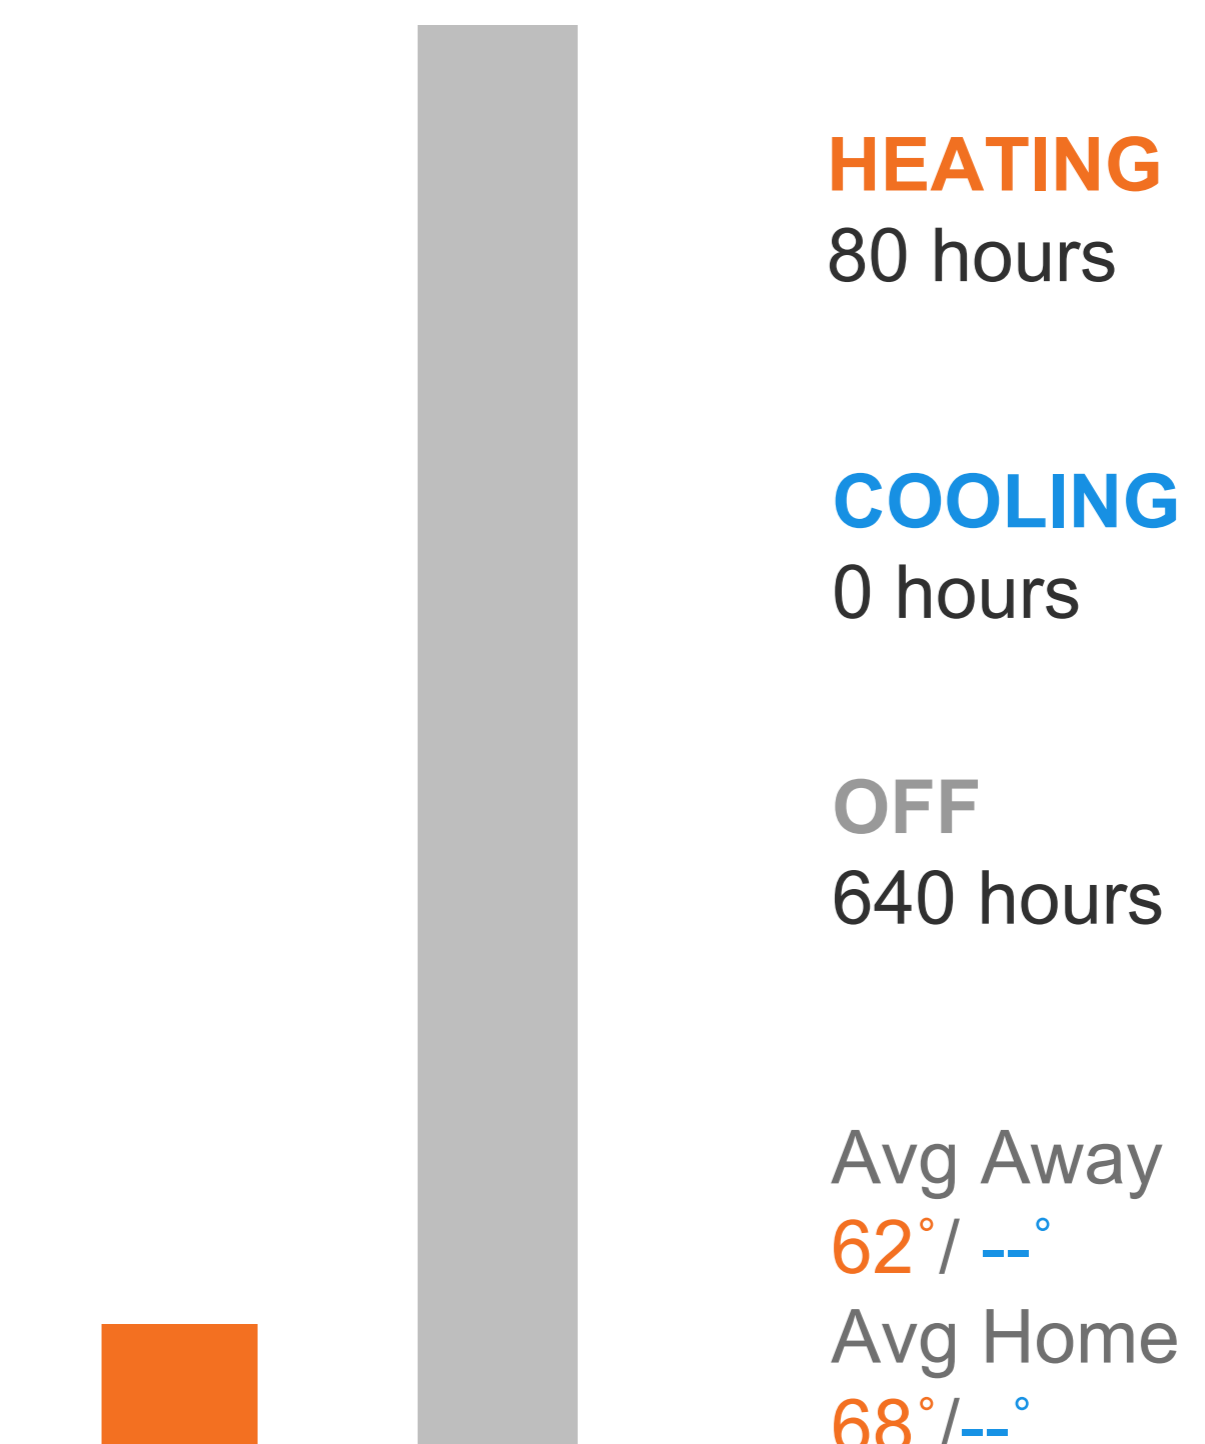 HEATING
80 hours
COOLING
0 hours
OFF
640 hours
Avg Away
62°/ --°
Avg Home
68°/--°